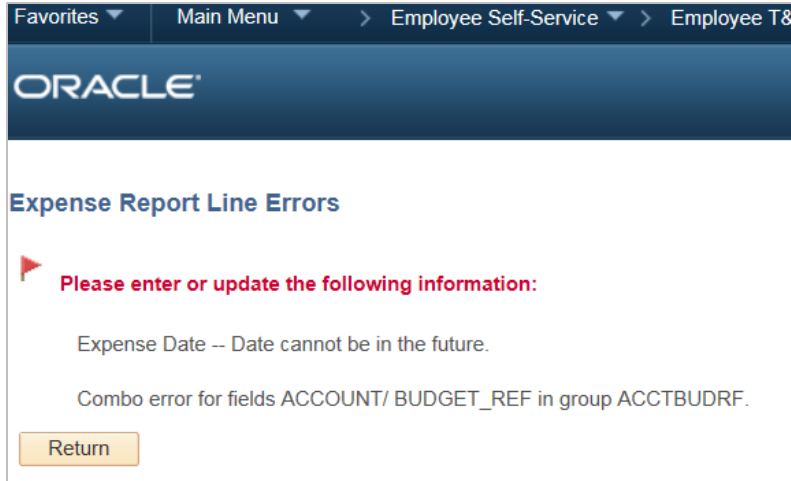 Favorites Main Menu > Employee Self-Service > Employee T&
ORACLE
Expense Report Line Errors
Please enter or update the following information:
Expense Date -- Date cannot be in the future.
Combo error for fields ACCOUNT/ BUDGET_REF in group ACCTBUDRF.
Return